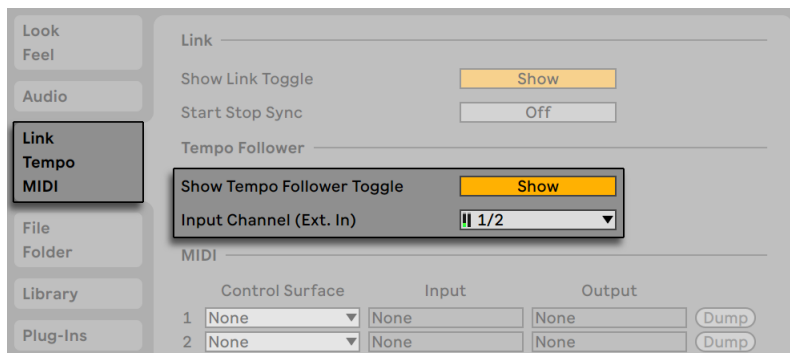 Look
Feel
Audio
Link
Tempo
MIDI
File
Folder
Library
Plug-Ins
Link
Show Link Toggle Show
Start Stop Sync Off
Tempo Follower
Show Tempo Follower Toggle Show
Input Channel (Ext. In) 1/2
MIDI
Control Surface Input Output
1 None None None Dump
2 None None None Dump